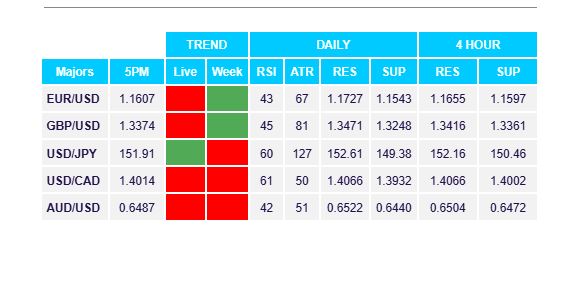 TREND DAILY 4 HOUR
Majors 5PM Live Week RSI ATR RES SUP RES SUP
EUR/USD 1.1607 43 67 1.1727 1.1543 1.1655 1.1597
GBP/USD 1.3374 45 81 1.3471 1.3248 1.3416 1.3361
USD/JPY 151.91 60 127 152.61 149.38 152.16 150.46
USD/CAD 1.4014 61 50 1.4066 1.3932 1.4066 1.4002
AUD/USD 0.6487 42 51 0.6522 0.6440 0.6504 0.6472